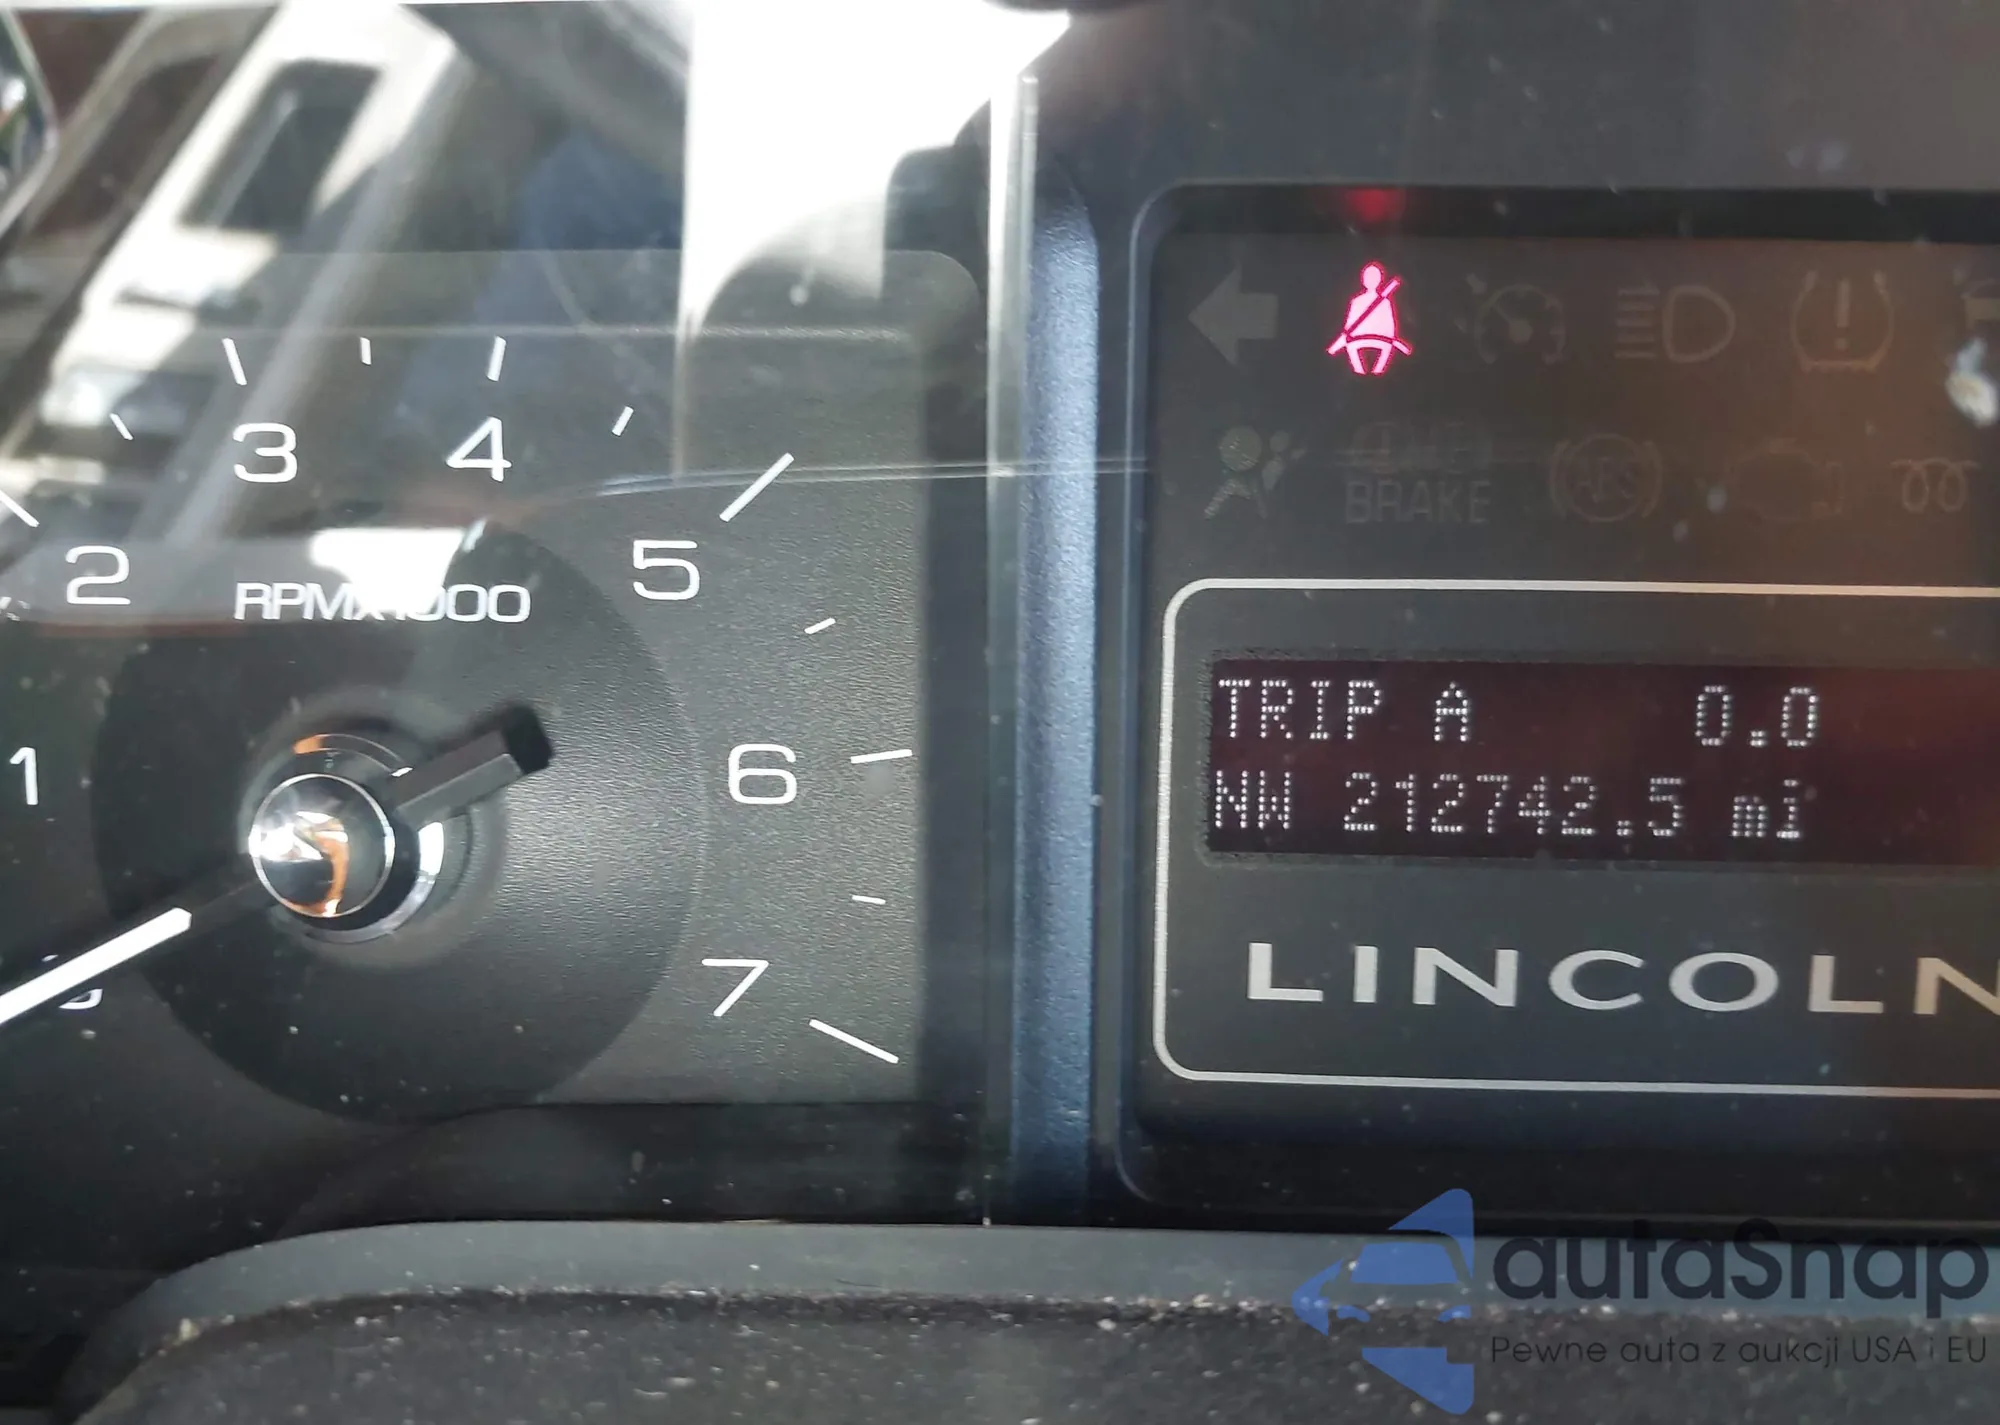 3
4
2
5
RPMX1000
1
6
7
BRAKE
ABS
TRIP A 0.0
NW 212742.5 mi
LINCOLN
autaSnap
Pewne auta z aukcji USA i EU